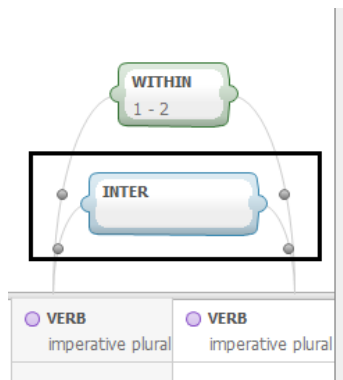 WITHIN
1 - 2
INTER
VERB VERB
imperative plural imperative plural